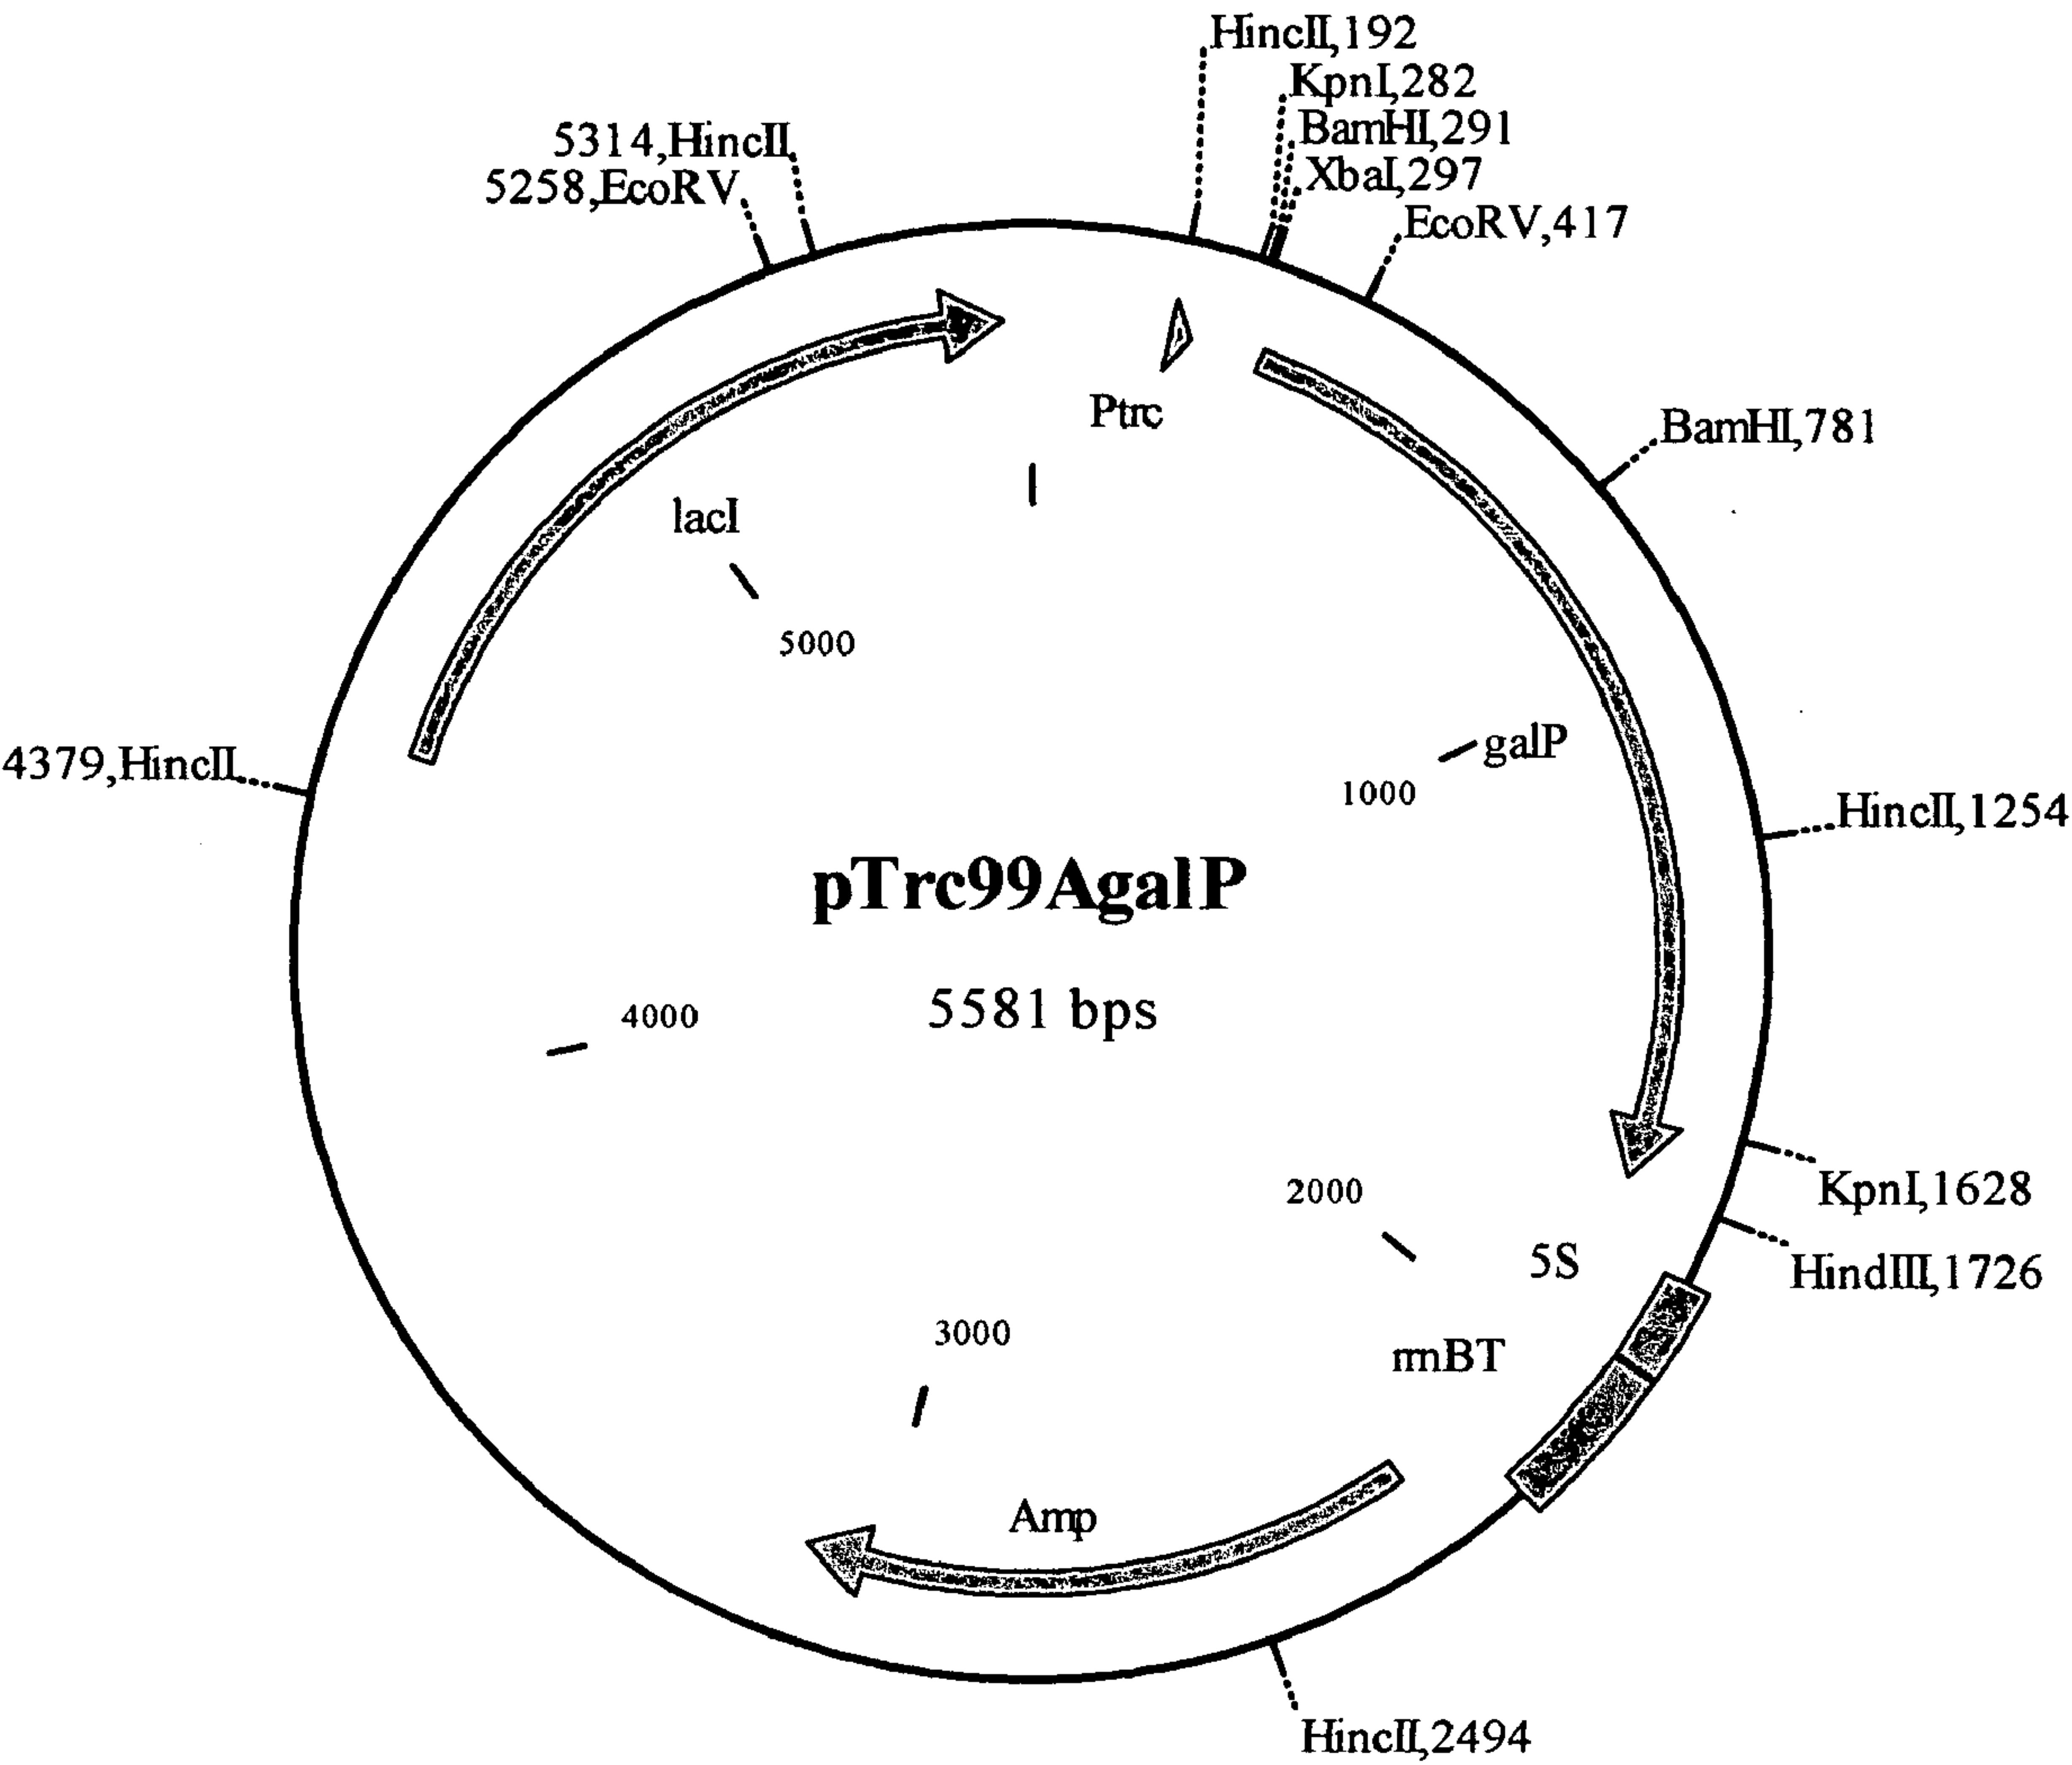 HincII,192
KpnI,282
BamHI,291
XbaI,297
EcoRV,417
5314,HincII
5258,EcoRV
Ptrc
BamHI,781
lacI
5000
galP
1000
4379,HincII
HincII,1254
pTrc99AgalP
5581 bps
4000
KpnI,1628
2000
5S
HindIII,1726
3000
rrnBT
Amp
HincII,2494